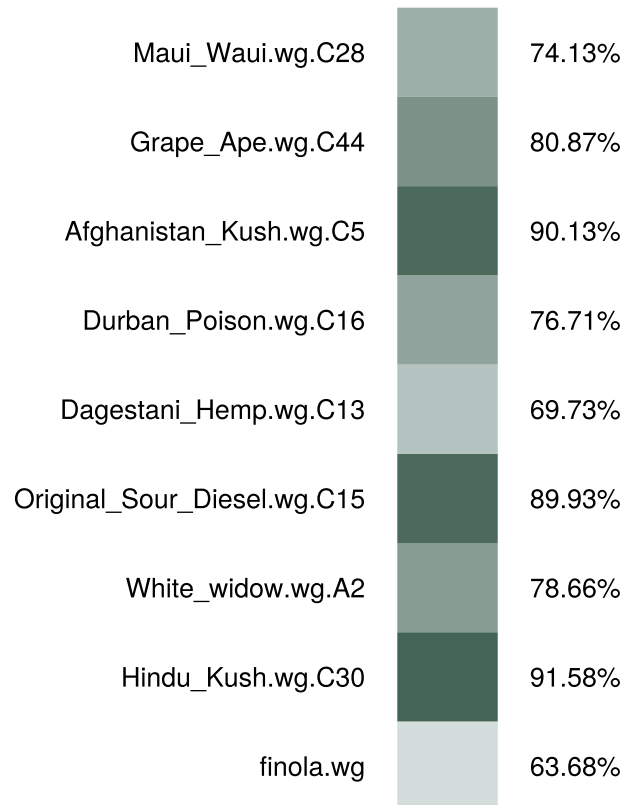 Maui_Waui.wg.C28 74.13%
Grape_Ape.wg.C44 80.87%
Afghanistan_Kush.wg.C5 90.13%
Durban_Poison.wg.C16 76.71%
Dagestani_Hemp.wg.C13 69.73%
Original_Sour_Diesel.wg.C15 89.93%
White_widow.wg.A2 78.66%
Hindu_Kush.wg.C30 91.58%
finola.wg 63.68%